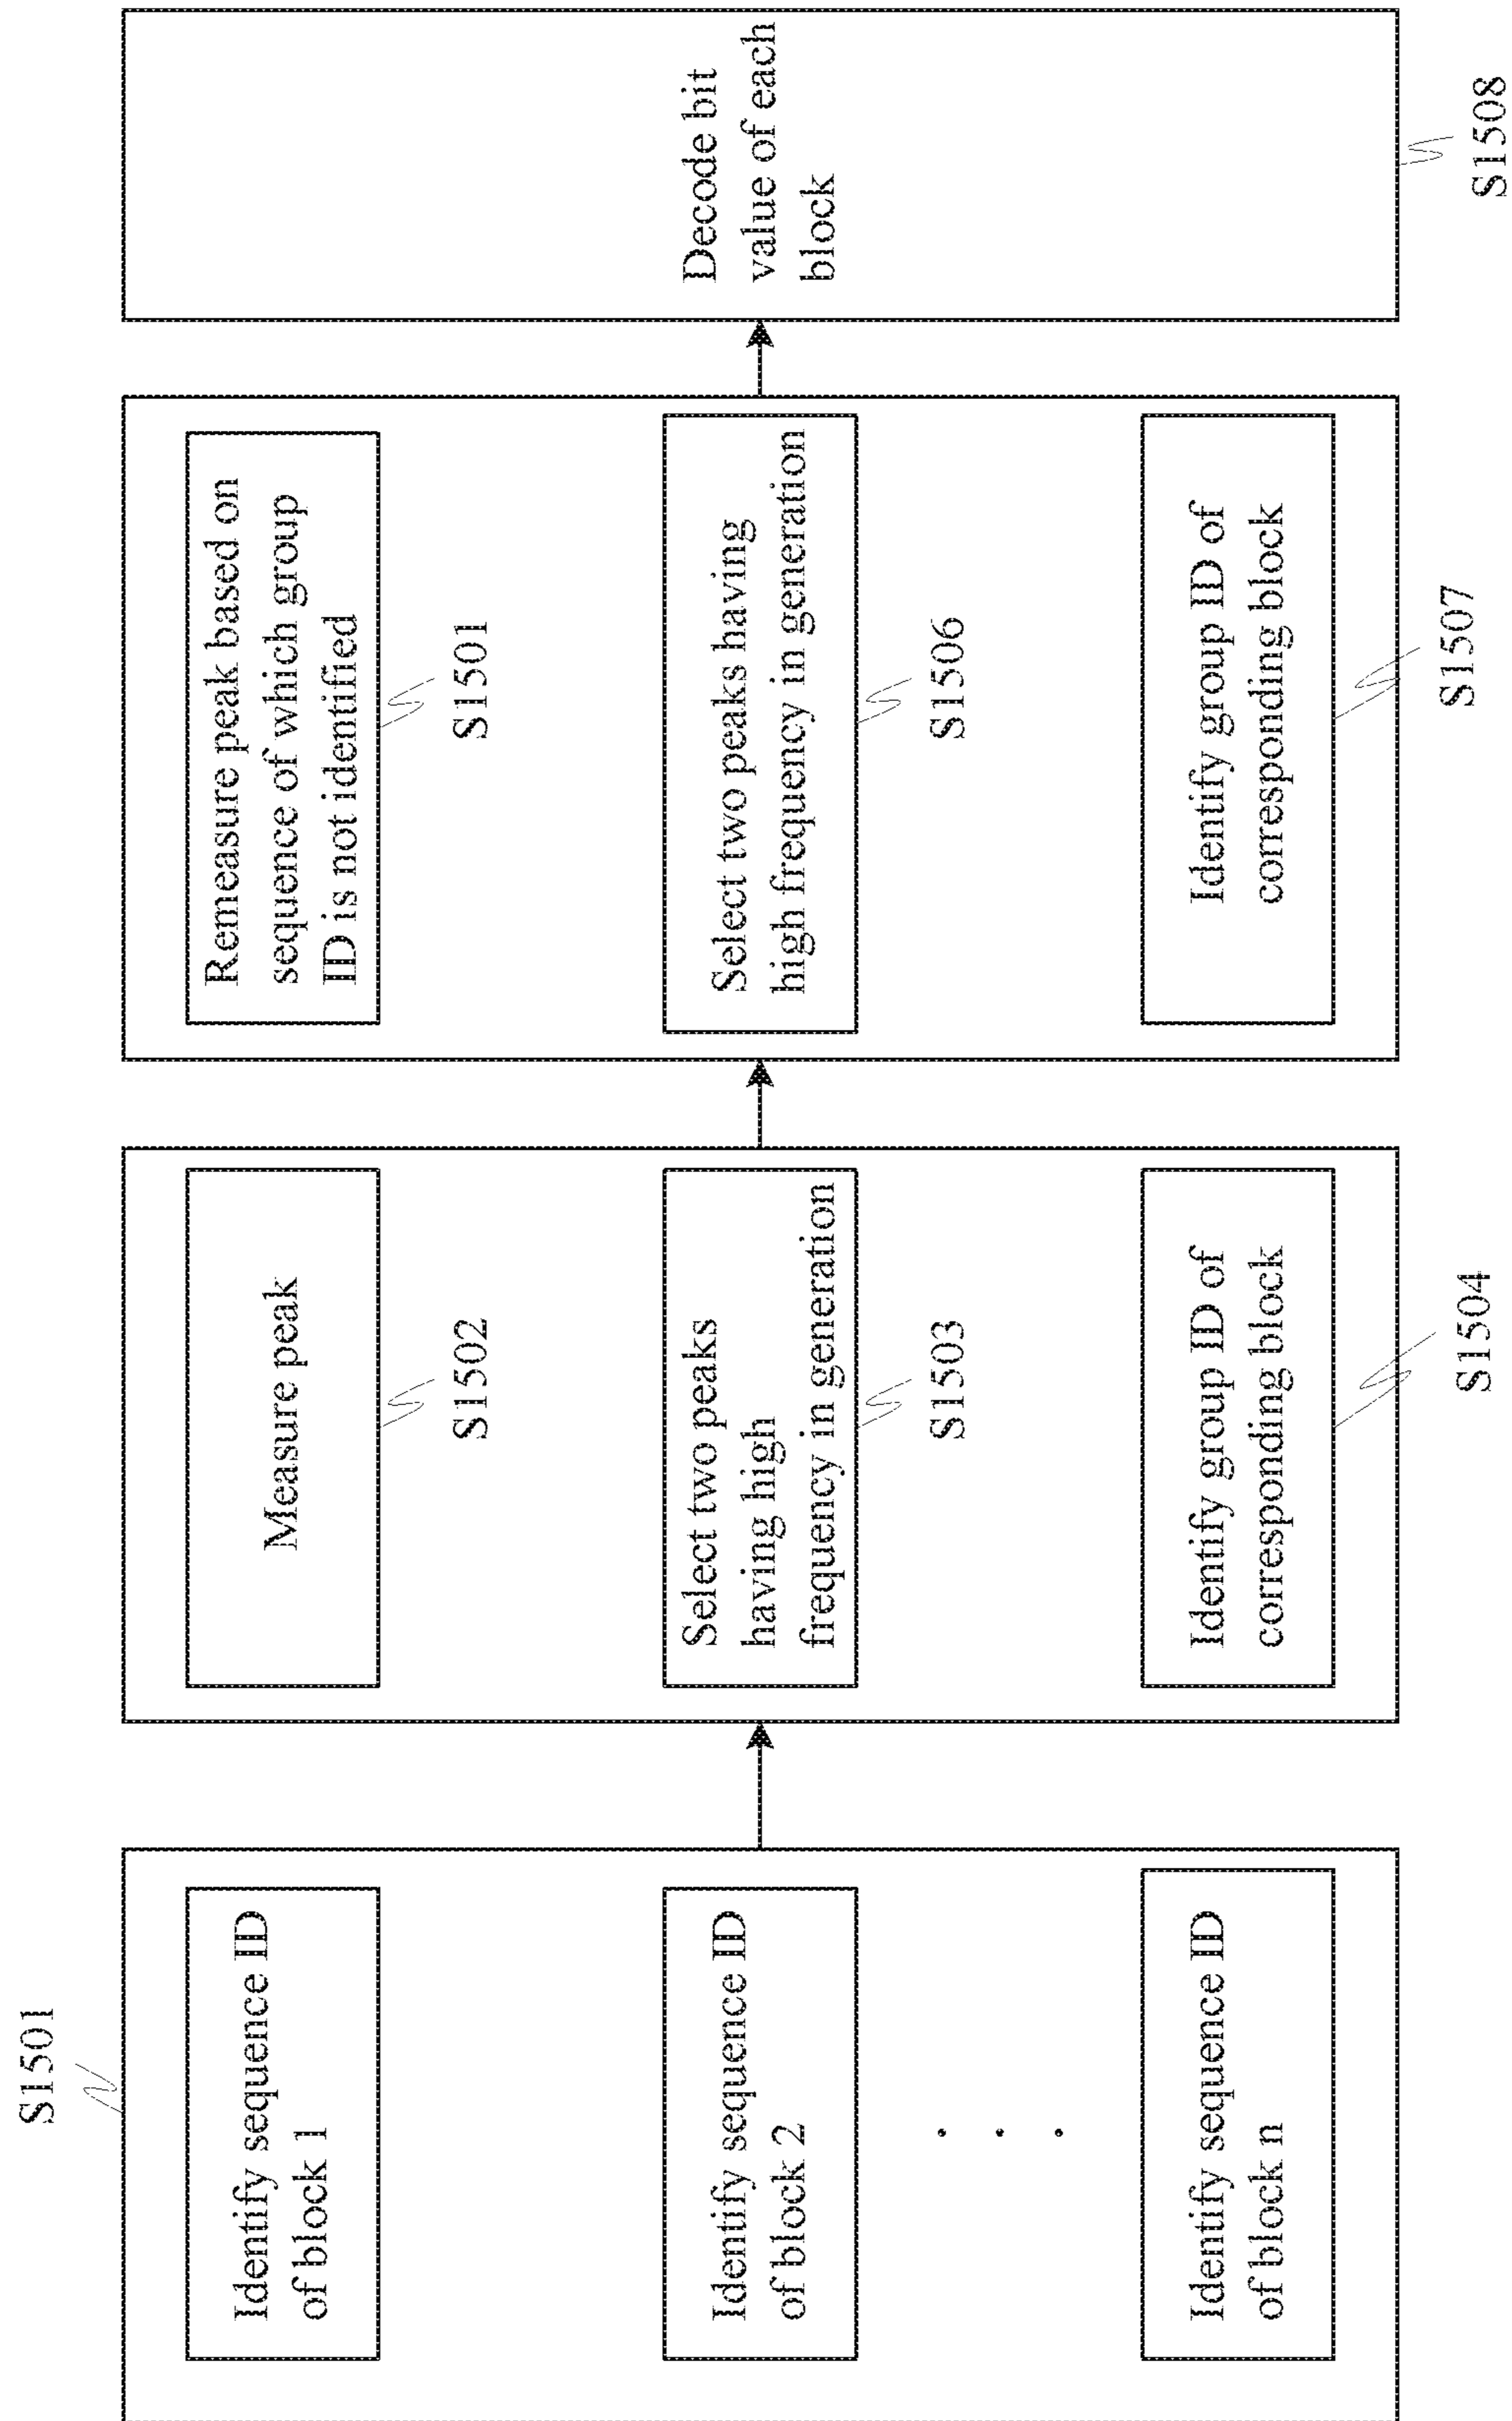 S1501
Identify sequence ID
of block 1
Identify sequence ID
of block 2
. . .
Identify sequence ID
of block n
Measure peak
S1502
Select two peaks
having high
frequency in generation
S1503
Identify group ID of
corresponding block
S1504
Remeasure peak based on
sequence of which group
ID is not identified
S1501
Select two peaks having
high frequency in generation
S1506
Identify group ID of
corresponding block
S1507
Decode bit
value of each
block
S1508